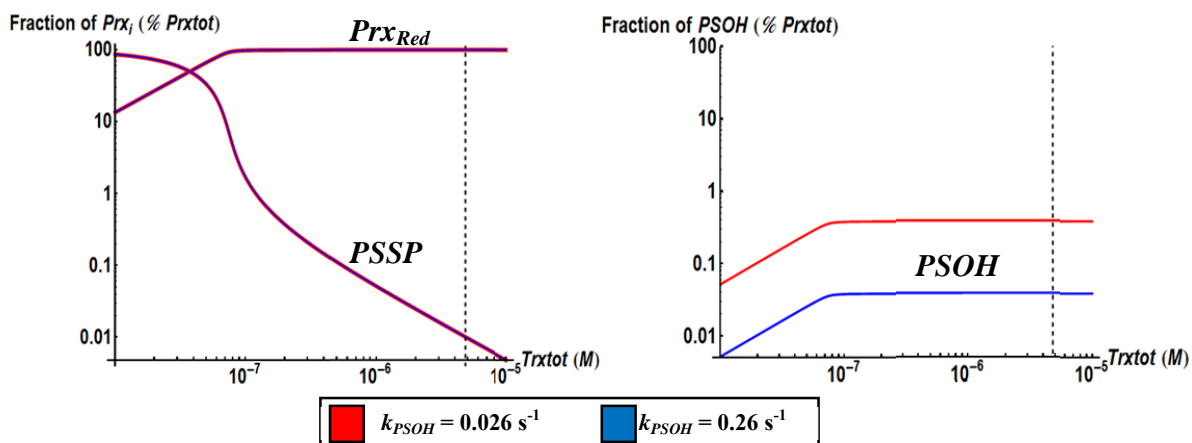 Fraction of Prx_i (% Prxtot)
100
10
1
0.1
0.01
Prx_Red
PSSP
10^-7
10^-6
10^-5
Trxtot (M)
Fraction of PSOH (% Prxtot)
100
10
1
0.1
0.01
PSOH
10^-7
10^-6
10^-5
Trxtot (M)
k_PSOH = 0.026 s^-1
k_PSOH = 0.26 s^-1